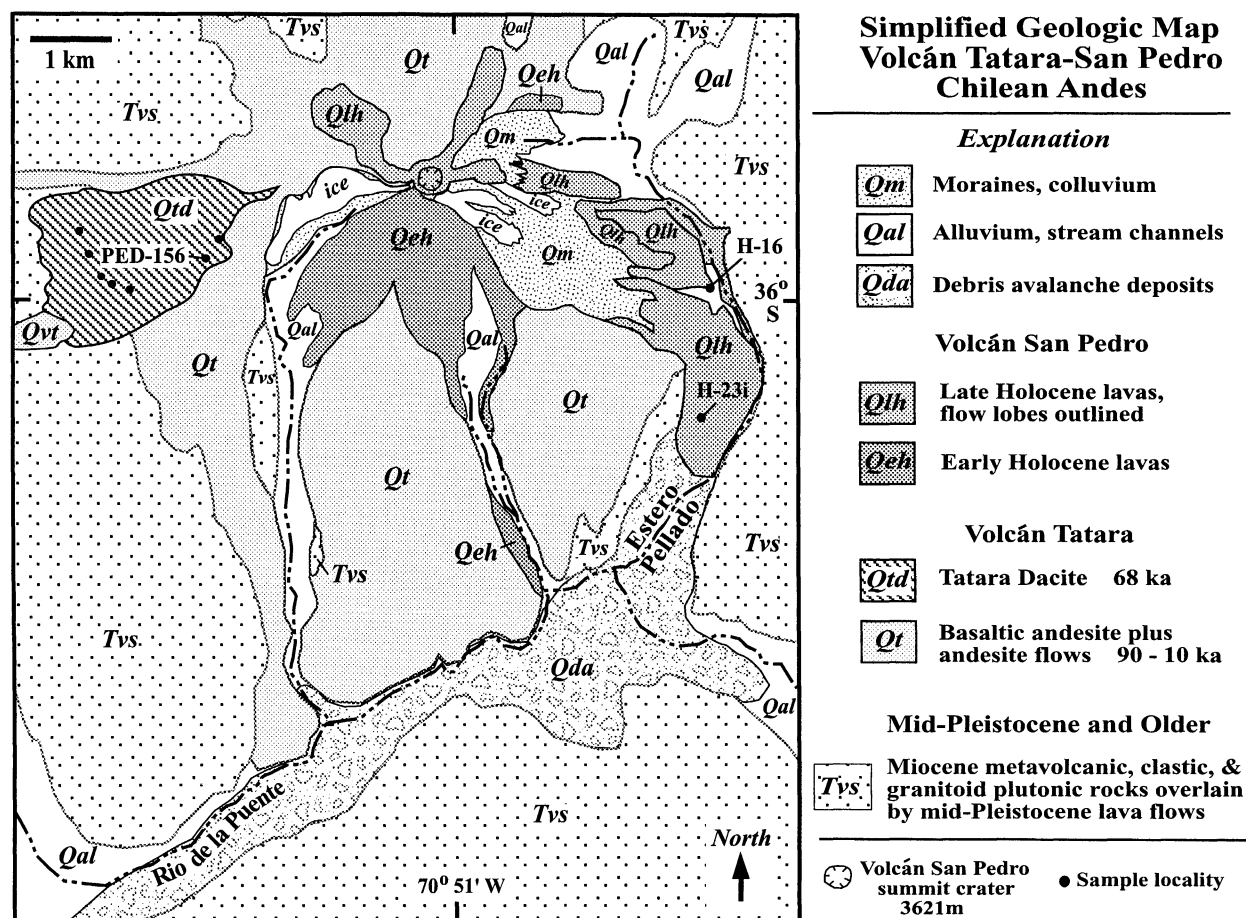 Simplified Geologic Map
Volcán Tatara-San Pedro
Chilean Andes
Explanation
Qm Moraines, colluvium
Qal Alluvium, stream channels
Qda Debris avalanche deposits
Volcán San Pedro
Qlh Late Holocene lavas,
flow lobes outlined
Qeh Early Holocene lavas
Volcán Tatara
Qtd Tatara Dacite 68 ka
Qt Basaltic andesite plus
andesite flows 90 - 10 ka
Mid-Pleistocene and Older
Tvs Miocene metavolcanic, clastic, &
granitoid plutonic rocks overlain
by mid-Pleistocene lava flows
Volcán San Pedro
summit crater
3621m
Sample locality
1 km
Tvs
Qal
Tvs
Qt
Qal
Qal
Qeh
Tvs
Qlh
Qm
Tvs
ice
Qlh
ice
Qtd
ice
Qeh
Qlh
Qlh
H-16
PED-156
Qm
36°
S
Qvt
Qal
Qal
Qlh
Qt
Tvs
H-23i
Qt
Qt
Estero
Pellado
Qeh
Tvs
Tvs
Tvs
Tvs
Qda
Qal
Rio de la Puente
Tvs
Qal
North
70° 51' W